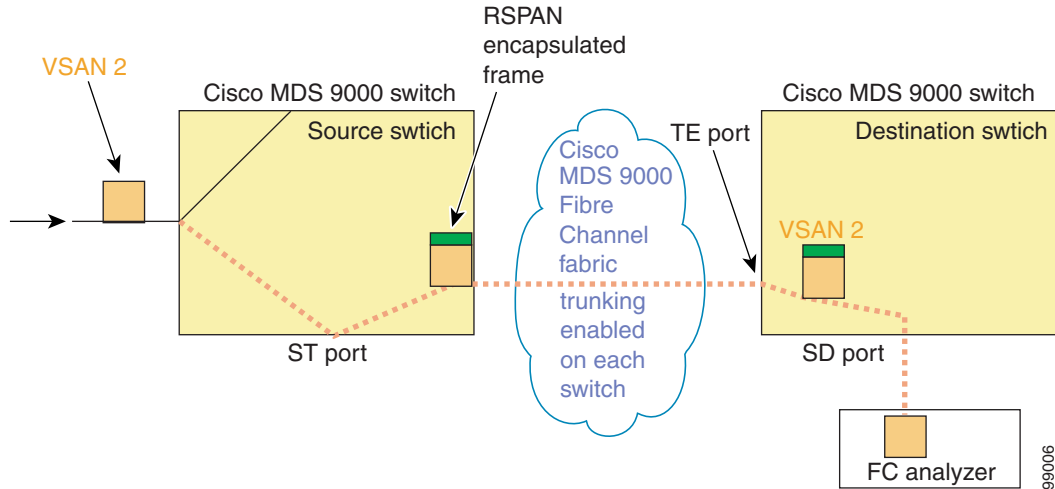 RSPAN
encapsulated
frame
VSAN 2
Cisco MDS 9000 switch
Source swtich
ST port
Cisco
MDS 9000
Fibre
Channel
fabric
trunking
enabled
on each
switch
TE port
Cisco MDS 9000 switch
Destination swtich
VSAN 2
SD port
FC analyzer
99006